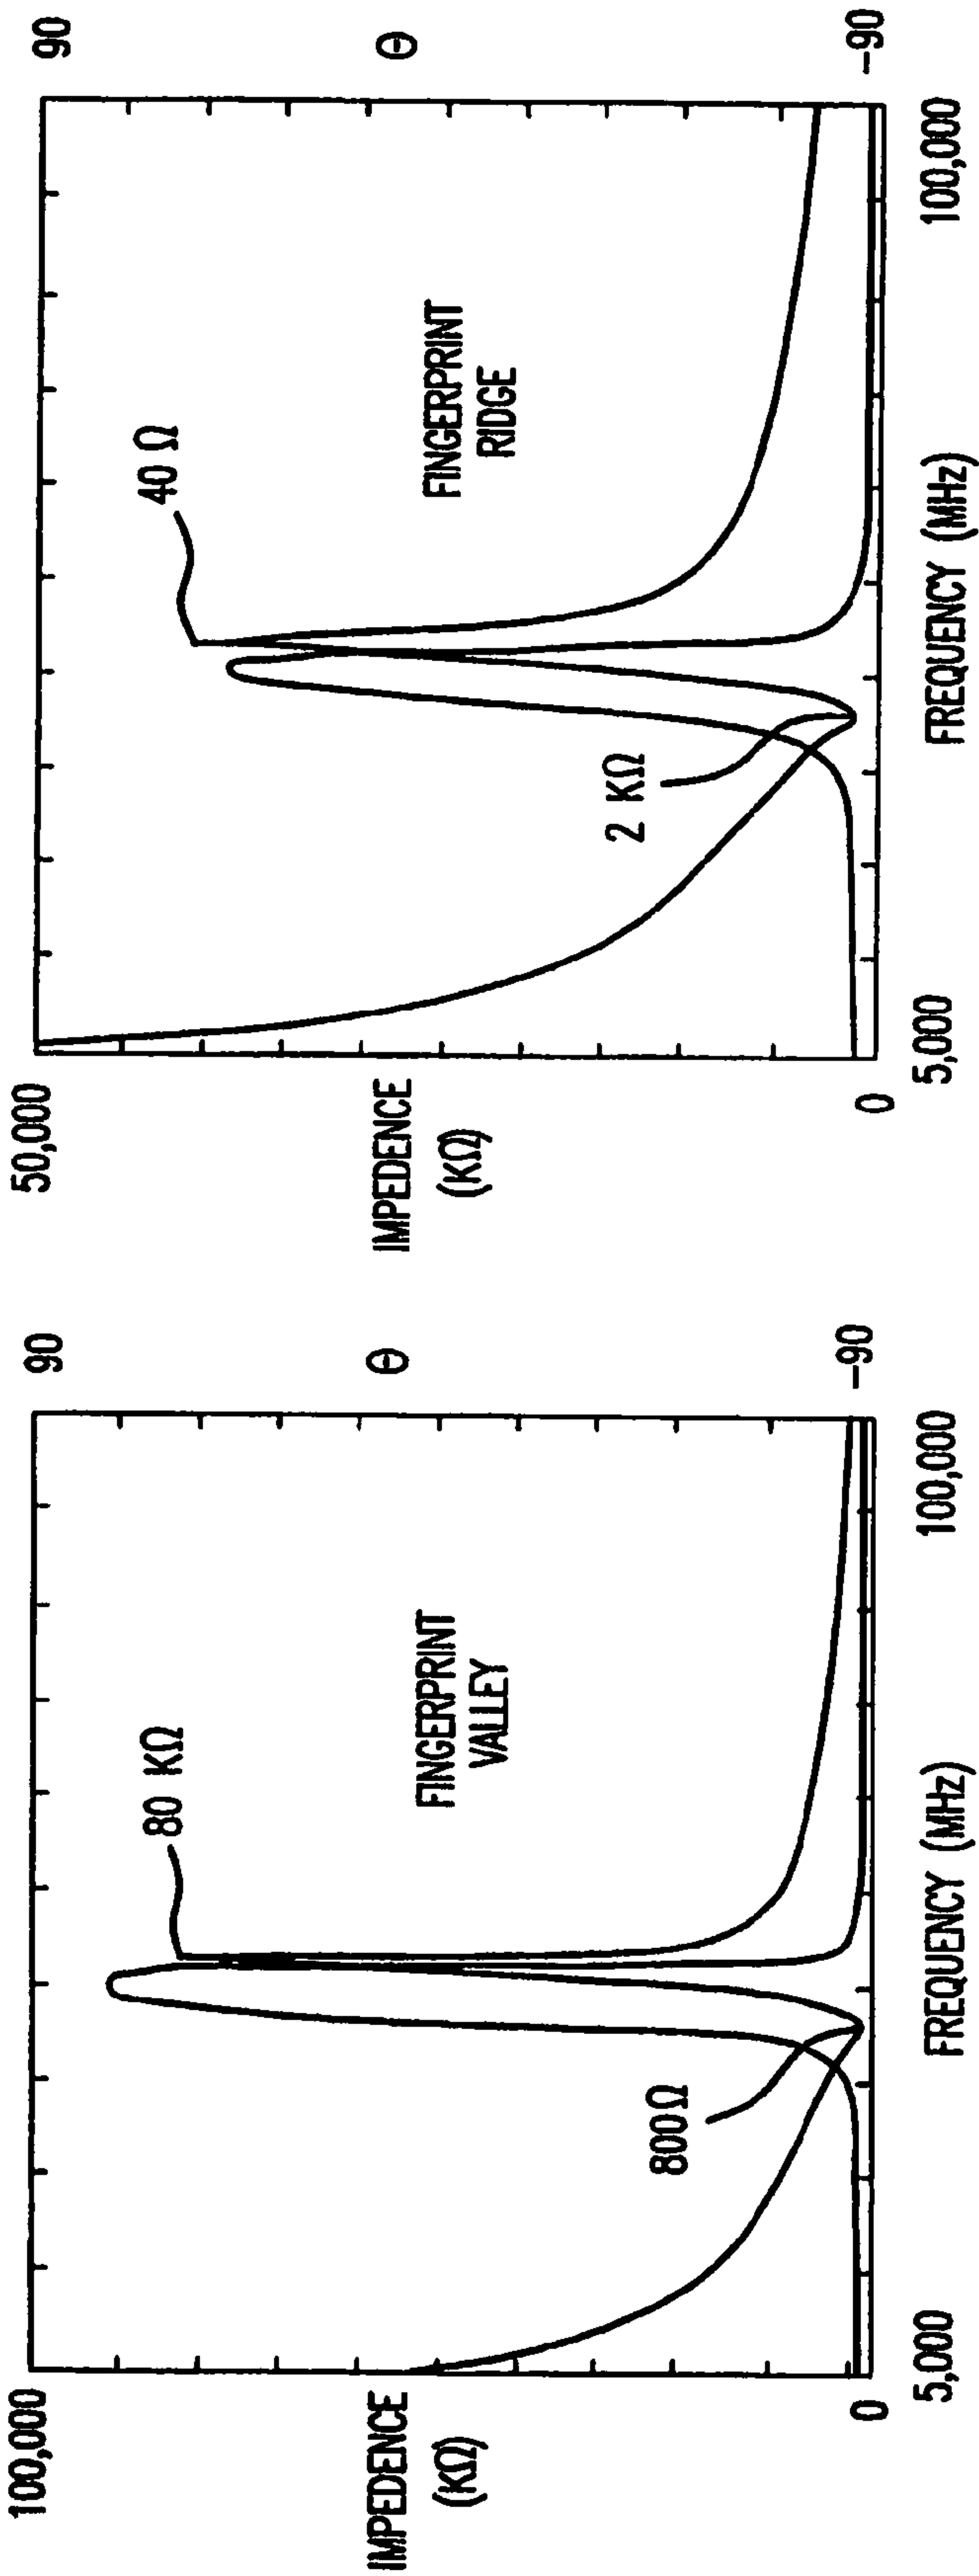 100,000
IMPEDENCE
(KΩ)
0
80 KΩ
800Ω
FINGERPRINT
VALLEY
90
Θ
-90
5,000
100,000
FREQUENCY (MHz)
50,000
IMPEDENCE
(KΩ)
0
40 Ω
2 KΩ
FINGERPRINT
RIDGE
90
Θ
-90
5,000
100,000
FREQUENCY (MHz)